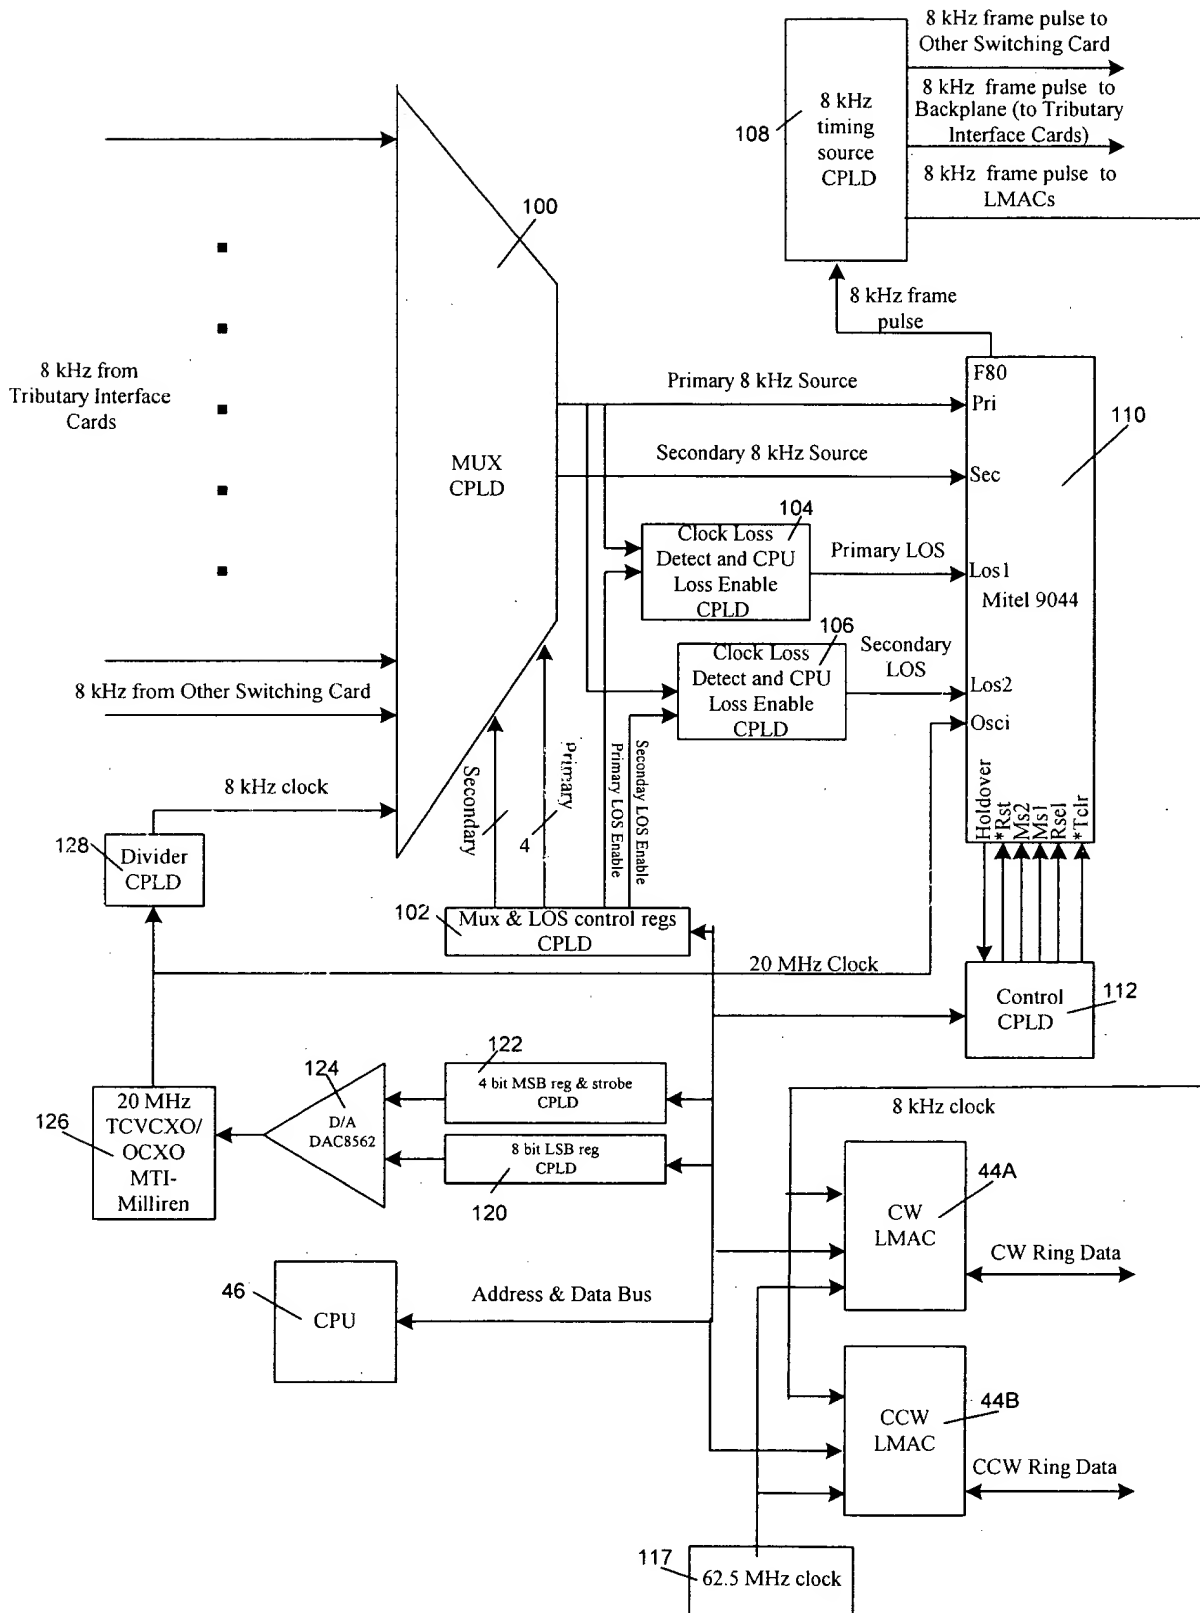 8 kHz frame pulse to
Other Switching Card
8 kHz frame pulse to
Backplane (to Tributary
Interface Cards)
8 kHz frame pulse to
LMACs
108
8 kHz
timing
source
CPLD
100
8 kHz frame
pulse
8 kHz from
Tributary Interface
Cards
MUX
CPLD
Primary 8 kHz Source
Secondary 8 kHz Source
F80
Pri
Sec
Los1
Mitel 9044
Los2
Osci
110
104
Clock Loss
Detect and CPU
Loss Enable
CPLD
Primary LOS
106
Clock Loss
Detect and CPU
Loss Enable
CPLD
Secondary
LOS
8 kHz from Other Switching Card
8 kHz clock
Secondary
4
Primary
Primary LOS Enable
Seconday LOS Enable
Holdover
*Rst
Ms2
Ms1
Rsel
*Tclr
128
Divider
CPLD
102
Mux & LOS control regs
CPLD
20 MHz Clock
Control
CPLD
112
122
4 bit MSB reg & strobe
CPLD
124
D/A
DAC8562
8 bit LSB reg
CPLD
120
126
20 MHz
TCVCXO/
OCXO
MTI-
Milliren
8 kHz clock
44A
CW
LMAC
CW Ring Data
46
CPU
Address & Data Bus
44B
CCW
LMAC
CCW Ring Data
117
62.5 MHz clock